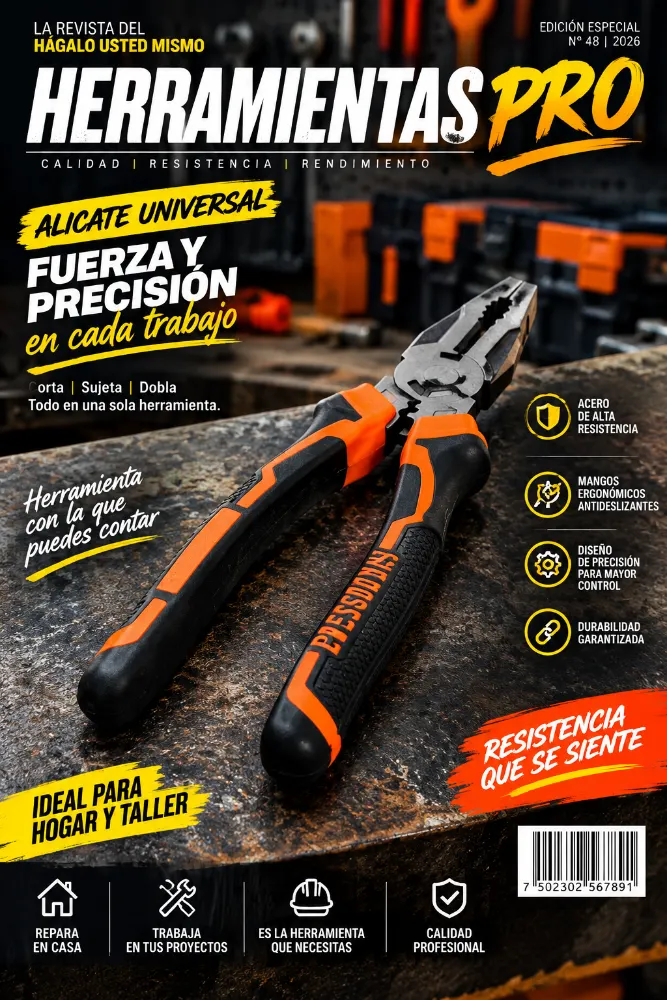 LA REVISTA DEL
HÁGALO USTED MISMO
EDICIÓN ESPECIAL
Nº 48 | 2026
HERRAMIENTAS PRO
CALIDAD | RESISTENCIA | RENDIMIENTO
ALICATE UNIVERSAL
FUERZA Y
PRECISIÓN
en cada trabajo
Corta | Sujeta | Dobla
Todo en una sola herramienta.
ACERO
DE ALTA
RESISTENCIA
Herramienta
con la que
puedes contar
MANGOS
ERGONÓMICOS
ANTIDESLIZANTES
DISEÑO
DE PRECISIÓN
PARA MAYOR
CONTROL
DURABILIDAD
GARANTIZADA
RESISTENCIA
QUE SE SIENTE
IDEAL PARA
HOGAR Y TALLER
7 502302 567891
REPARA
EN CASA
TRABAJA
EN TUS PROYECTOS
ES LA HERRAMIENTA
QUE NECESITAS
CALIDAD
PROFESIONAL